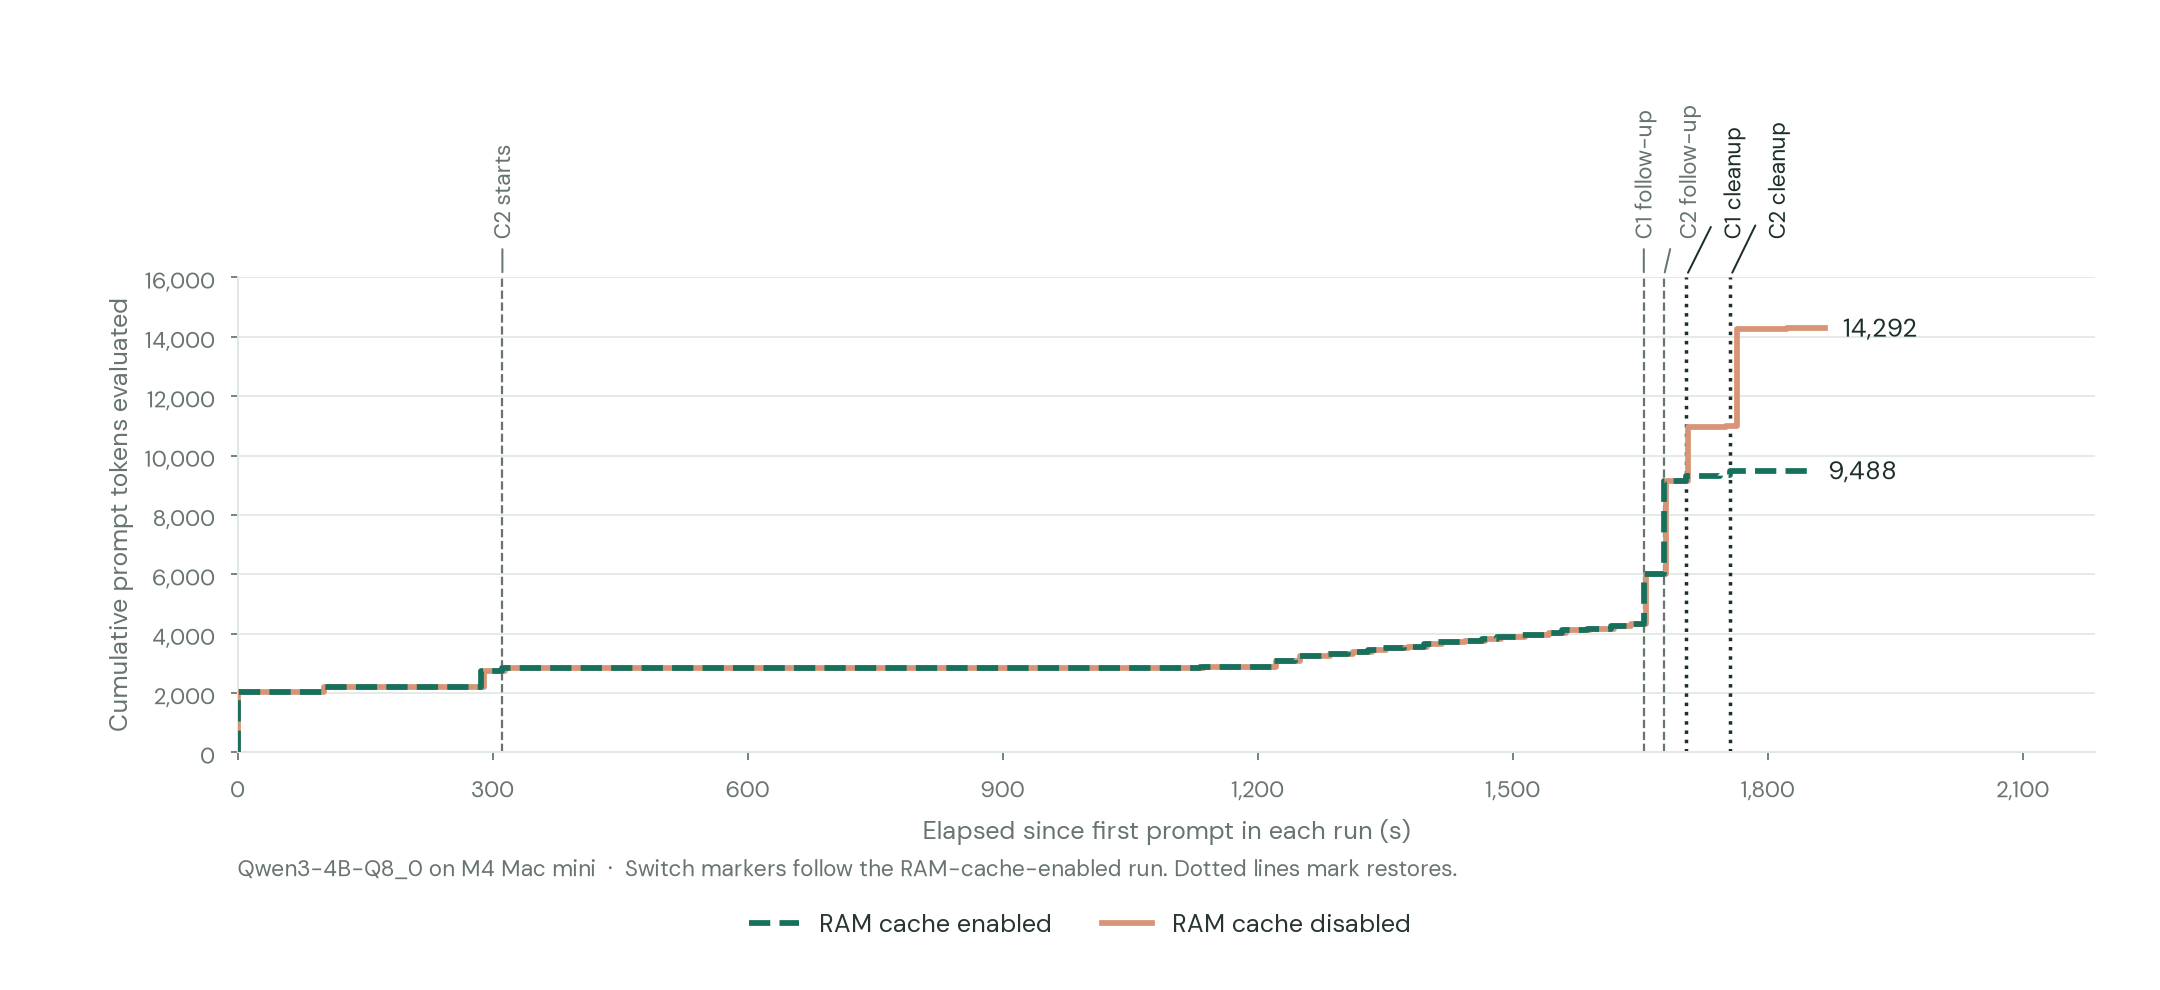 C2 starts
C1 follow-up
C2 follow-up
C1 cleanup
C2 cleanup
Cumulative prompt tokens evaluated
16,000
14,000
12,000
10,000
8,000
6,000
4,000
2,000
0
14,292
9,488
0
300
600
900
1,200
1,500
1,800
2,100
Elapsed since first prompt in each run (s)
Qwen3-4B-Q8_0 on M4 Mac mini · Switch markers follow the RAM-cache-enabled run. Dotted lines mark restores.
RAM cache enabled
RAM cache disabled